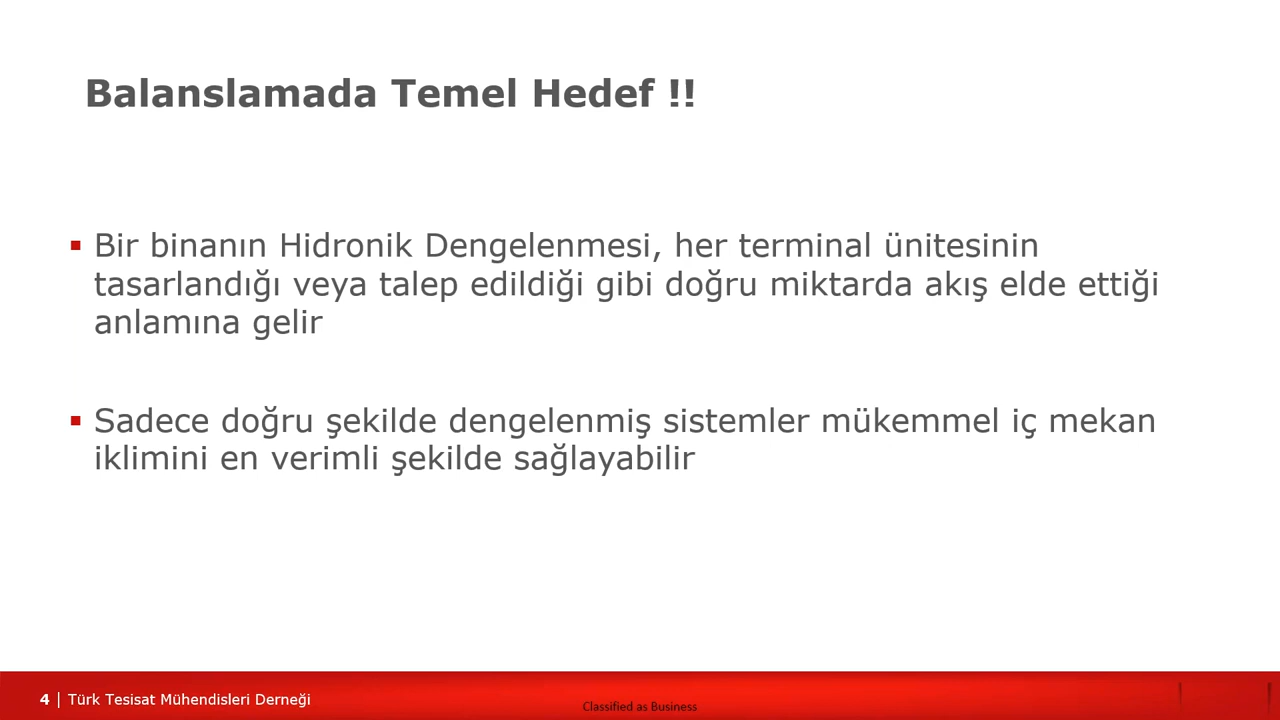 Balanslamada Temel Hedef !!
▪ Bir binanın Hidronik Dengelenmesi, her terminal ünitesinin
tasarlandığı veya talep edildiği gibi doğru miktarda akış elde ettiği
anlamına gelir
▪ Sadece doğru şekilde dengelenmiş sistemler mükemmel iç mekan
iklimini en verimli şekilde sağlayabilir
4 | Türk Tesisat Mühendisleri Derneği
Classified as Business